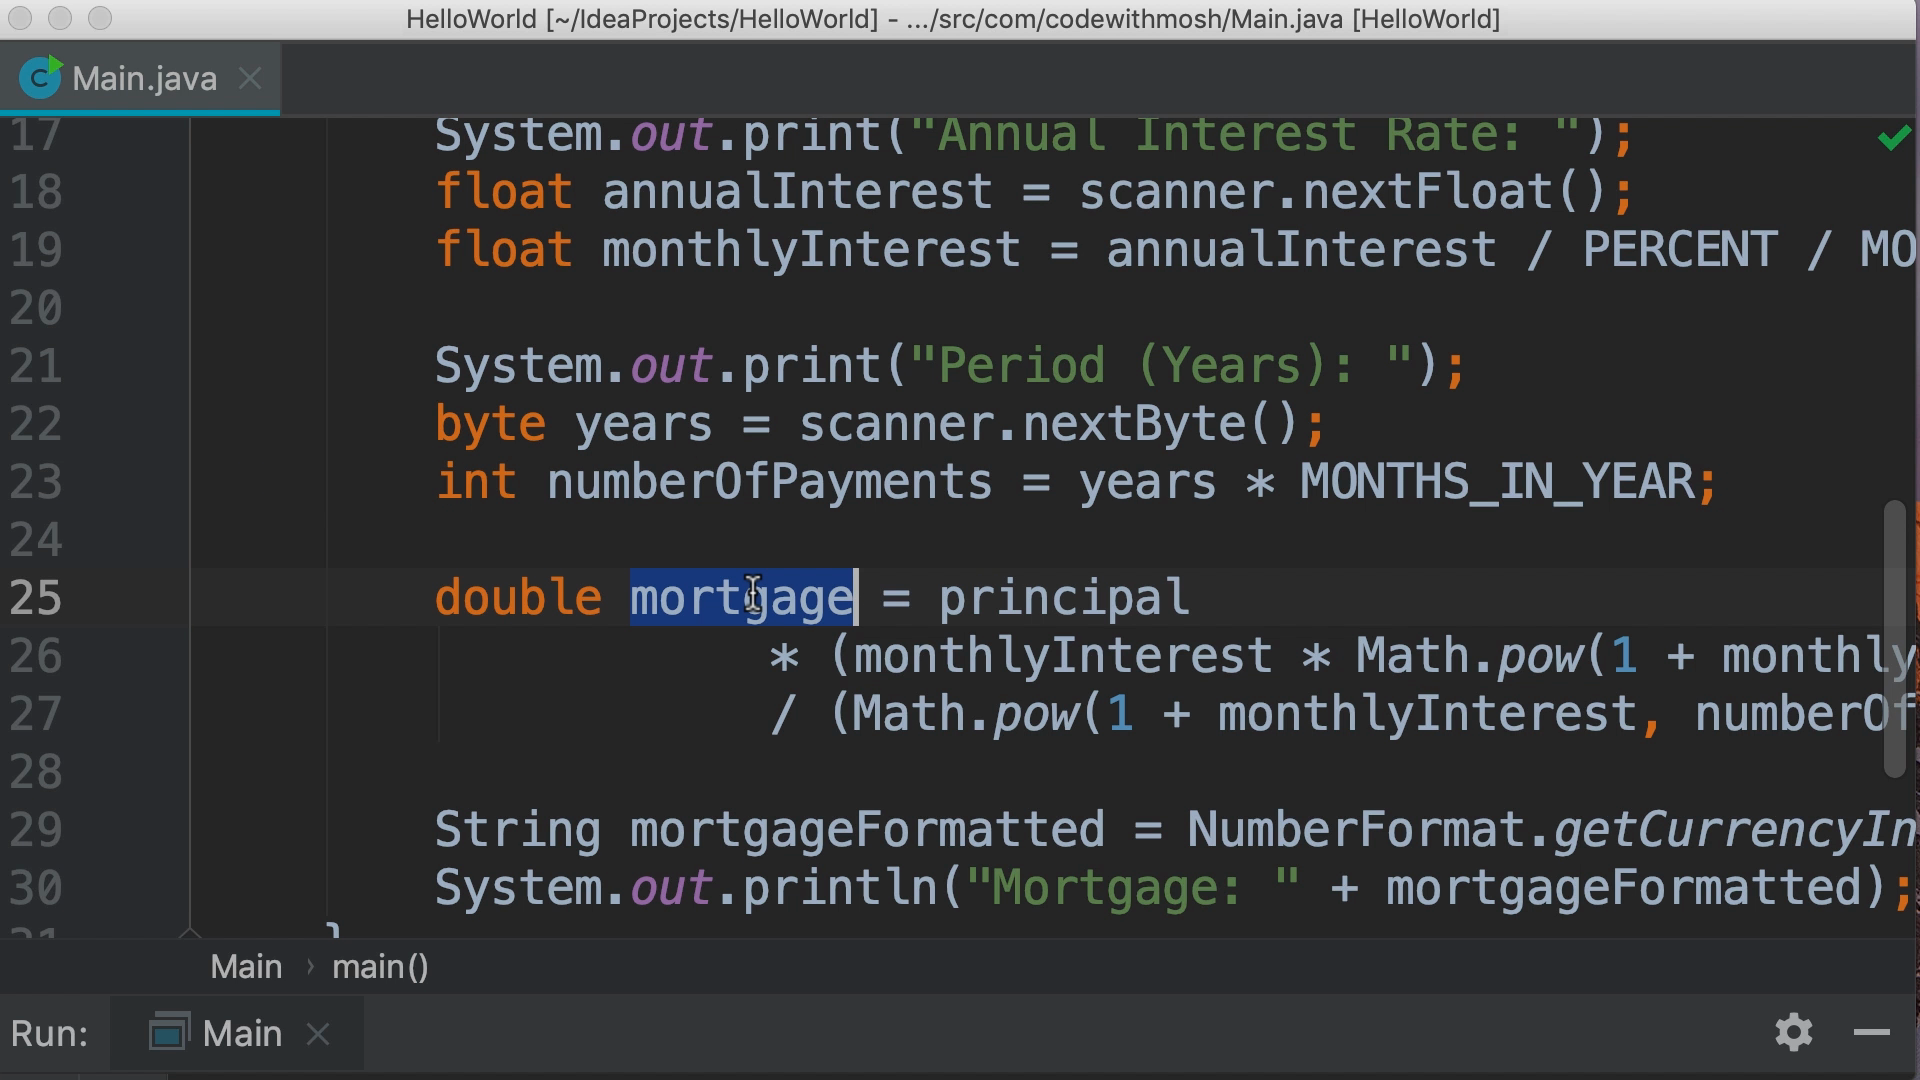 HelloWorld [~/IdeaProjects/HelloWorld] - .../src/com/codewithmosh/Main.java [HelloWorld]
Main.java
17 System.out.print("Annual Interest Rate: ");
18 float annualInterest = scanner.nextFloat();
19 float monthlyInterest = annualInterest / PERCENT / MO
20
21 System.out.print("Period (Years): ");
22 byte years = scanner.nextByte();
23 int numberOfPayments = years * MONTHS_IN_YEAR;
24
25 double mortgage = principal
26 * (monthlyInterest * Math.pow(1 + monthly
27 / (Math.pow(1 + monthlyInterest, numberOf
28
29 String mortgageFormatted = NumberFormat.getCurrencyIn
30 System.out.println("Mortgage: " + mortgageFormatted);
31 }
Main › main()
Run: Main